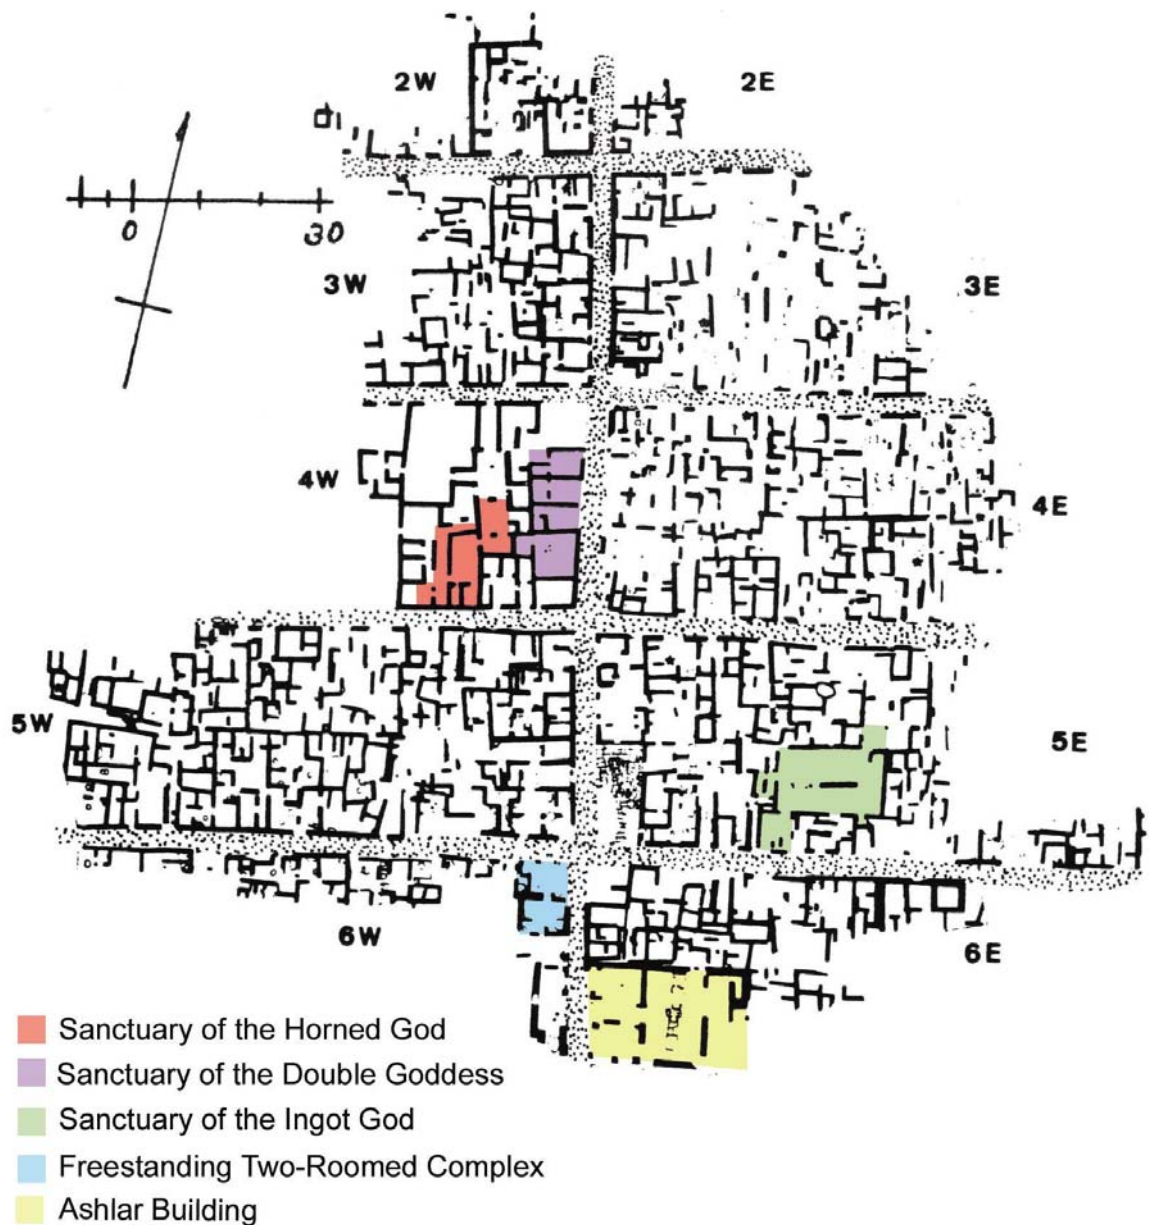 2W 2E
0 30
3W 3E
4W 4E
5W 5E
6W 6E
Sanctuary of the Horned God
Sanctuary of the Double Goddess
Sanctuary of the Ingot God
Freestanding Two-Roomed Complex
Ashlar Building